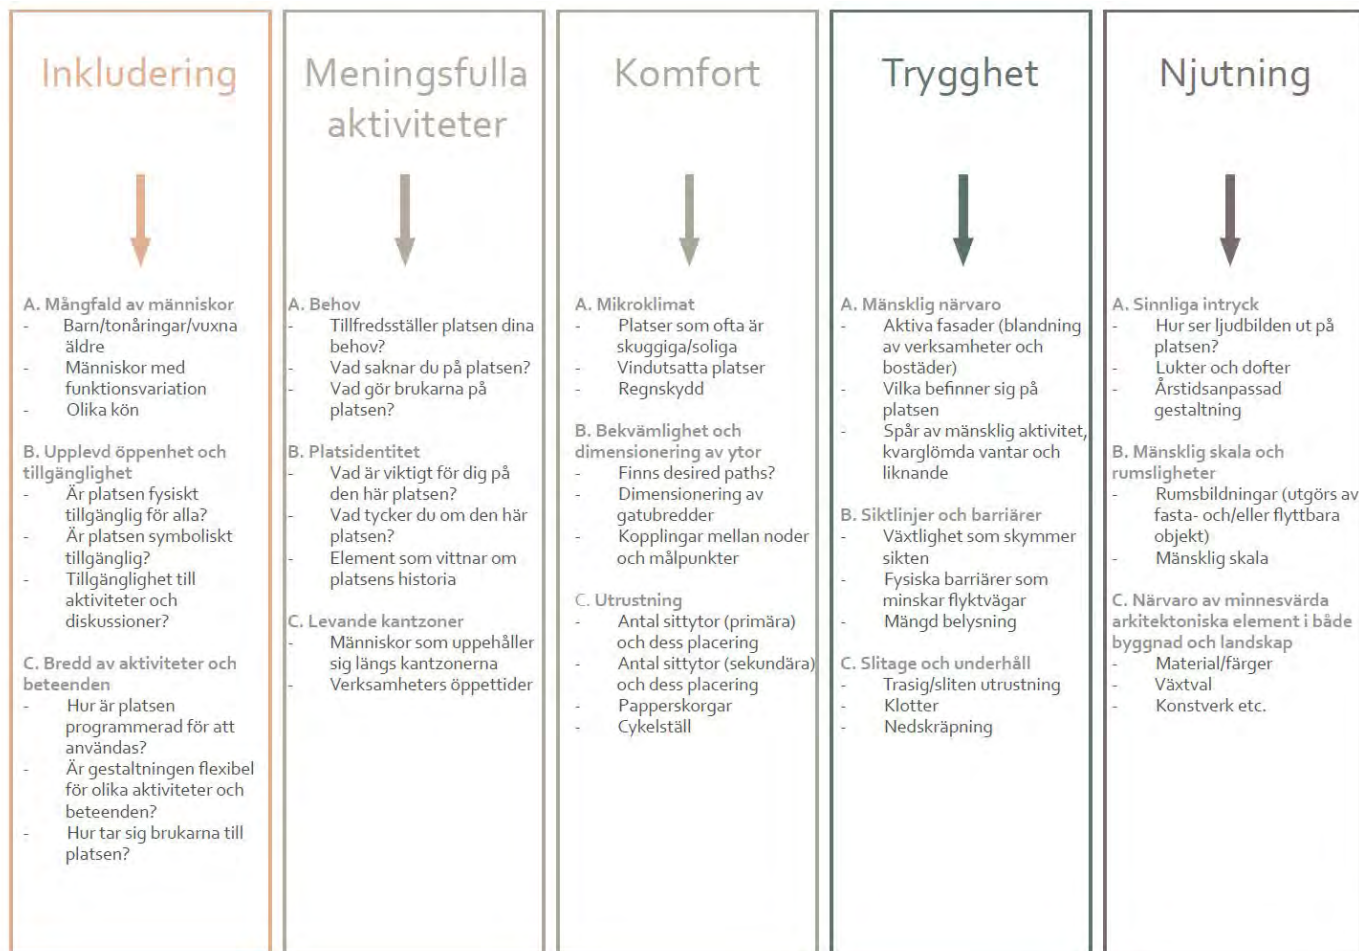 Inkludering
A. Mångfald av människor
- Barn/tonåringar/vuxna
äldre
- Människor med
funktionsvariation
- Olika kön
B. Upplevd öppenhet och
tillgänglighet
- Är platsen fysiskt
tillgänglig för alla?
- Är platsen symboliskt
tillgänglig?
- Tillgänglighet till
aktiviteter och
diskussioner?
C. Bredd av aktiviteter och
beteenden
- Hur är platsen
programmerad för att
användas?
- Är gestaltningen flexibel
för olika aktiviteter och
beteenden?
- Hur tar sig brukarna till
platsen?
Meningsfulla
aktiviteter
A. Behov
- Tillfredsställer platsen dina
behov?
- Vad saknar du på platsen?
- Vad gör brukarna på
platsen?
B. Platsidentitet
- Vad är viktigt för dig på
den här platsen?
- Vad tycker du om den här
platsen?
- Element som vittnar om
platsens historia
C. Levande kantzoner
- Människor som uppehåller
sig längs kantzonerna
- Verksamheters öppettider
Komfort
A. Mikroklimat
- Platser som ofta är
skuggiga/soliga
- Vindutsatta platser
- Regnskydd
B. Bekvämlighet och
dimensionering av ytor
- Finns desired paths?
- Dimensionering av
gatubredder
- Kopplingar mellan noder
och målpunkter
C. Utrustning
- Antal sittytor (primära)
och dess placering
- Antal sittytor (sekundära)
och dess placering
- Papperskorgar
- Cykelställ
Trygghet
A. Mänsklig närvaro
- Aktiva fasader (blandning
av verksamheter och
bostäder)
- Vilka befinner sig på
platsen
- Spår av mänsklig aktivitet,
kvarglömda vantar och
liknande
B. Siktlinjer och barriärer
- Växtlighet som skymmer
sikten
- Fysiska barriärer som
minskar flyktvägar
- Mängd belysning
C. Slitage och underhåll
- Trasig/sliten utrustning
- Klotter
- Nedskräpning
Njutning
A. Sinnliga intryck
- Hur ser ljudbilden ut på
platsen?
- Lukter och dofter
- Årstidsanpassad
gestaltning
B. Mänsklig skala och
rumsligheter
- Rumsbildningar (utgörs av
fasta- och/eller flyttbara
objekt)
- Mänsklig skala
C. Närvaro av minnesvärda
arkitektoniska element i både
byggnad och landskap
- Material/färger
- Växtval
- Konstverk etc.